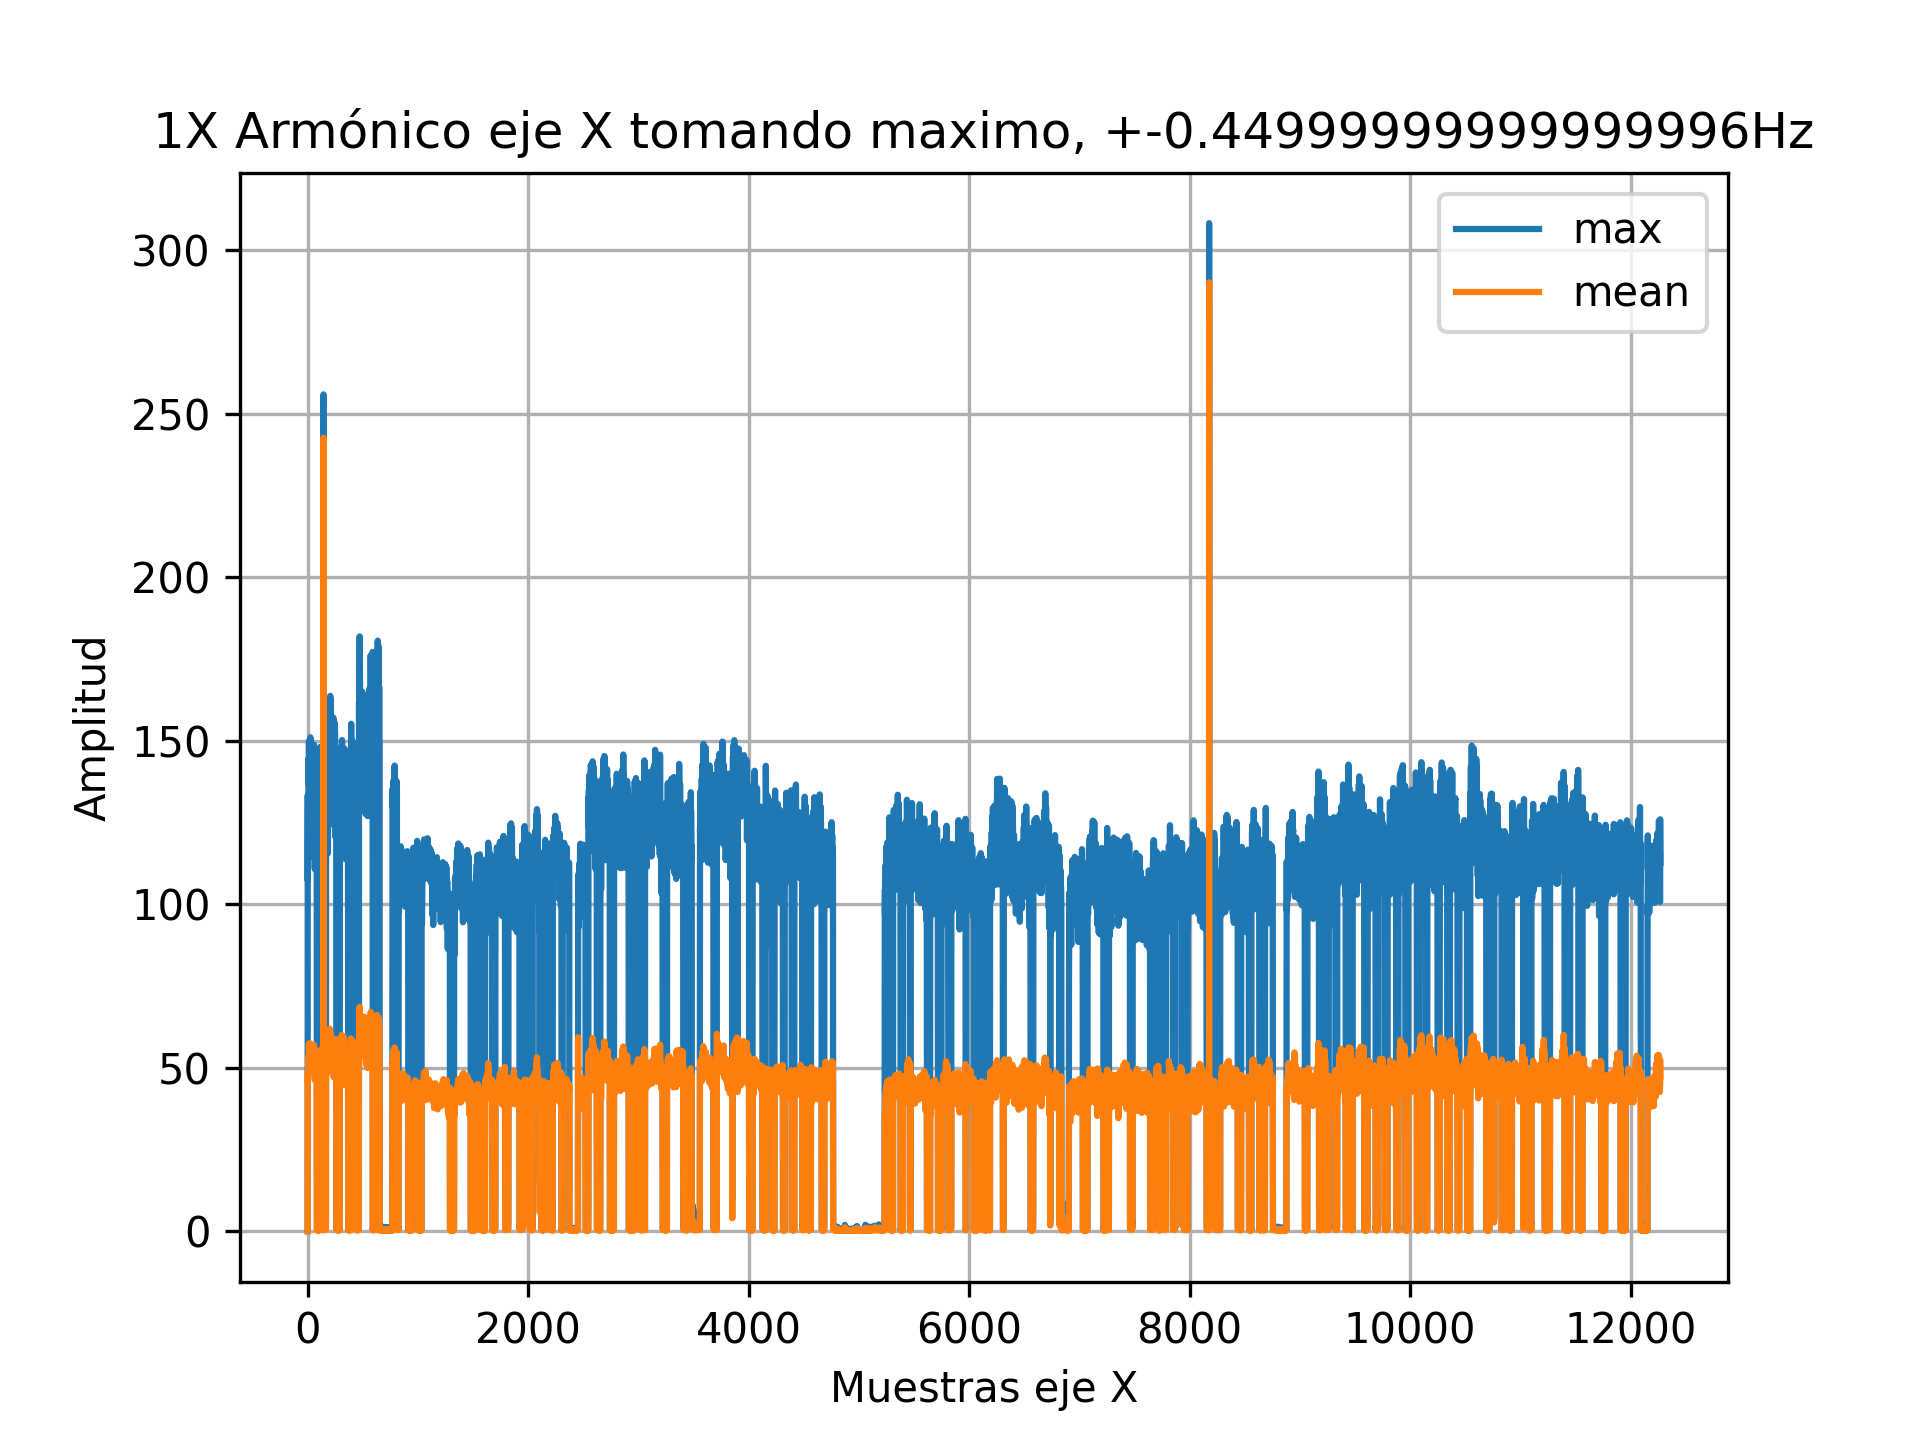 1X Armónico eje X tomando maximo, +-0.44999999999999996Hz
max
mean
300
250
200
150
100
50
0
Amplitud
0 2000 4000 6000 8000 10000 12000
Muestras eje X